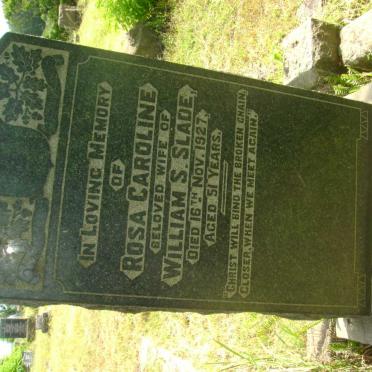 IN LOVING MEMORY
OF
ROSA CAROLINE
BELOVED WIFE OF
WILLIAM S. SLADE
DIED 16TH NOV. 1927.
AGED 51 YEARS.
CHRIST WILL BIND THE BROKEN CHAIN
CLOSER, WHEN WE MEET AGAIN.